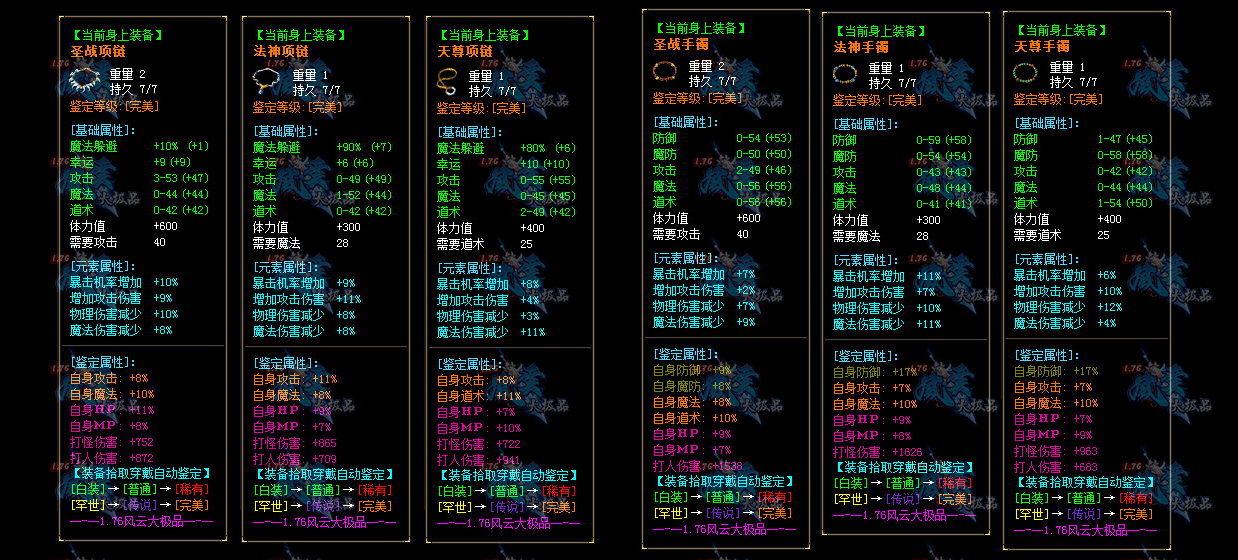 【当前身上装备】
圣战项链
重量 2
持久 7/7
鉴定等级:[完美]
[基础属性]:
魔法躲避 +10% (+1)
幸运 +9 (+9)
攻击 3-53 (+47)
魔法 0-44 (+44)
道术 0-42 (+42)
体力值 +600
需要攻击 40
[元素属性]:
暴击机率增加 +10%
增加攻击伤害 +9%
物理伤害减少 +10%
魔法伤害减少 +8%
[鉴定属性]:
自身攻击: +8%
自身魔法: +10%
自身HP: +11%
自身MP: +8%
打怪伤害: +752
打人伤害: +872
【装备拾取穿戴自动鉴定】
[白装]→[普通]→[稀有]
[罕世]→[传说]→[完美]
—-—1.76风云大极品—-—
【当前身上装备】
法神项链
重量 1
持久 7/7
鉴定等级:[完美]
[基础属性]:
魔法躲避 +90% (+7)
幸运 +6 (+6)
攻击 0-49 (+49)
魔法 1-52 (+44)
道术 0-42 (+42)
体力值 +300
需要魔法 28
[元素属性]:
暴击机率增加 +9%
增加攻击伤害 +11%
物理伤害减少 +8%
魔法伤害减少 +8%
[鉴定属性]:
自身攻击: +11%
自身魔法: +8%
自身HP: +9%
自身MP: +7%
打怪伤害: +865
打人伤害: +709
【装备拾取穿戴自动鉴定】
[白装]→[普通]→[稀有]
[罕世]→[传说]→[完美]
—-—1.76风云大极品—-—
【当前身上装备】
天尊项链
重量 1
持久 7/7
鉴定等级:[完美]
[基础属性]:
魔法躲避 +80% (+6)
幸运 +10 (+10)
攻击 0-55 (+55)
魔法 0-45 (+45)
道术 2-49 (+42)
体力值 +400
需要道术 25
[元素属性]:
暴击机率增加 +8%
增加攻击伤害 +4%
物理伤害减少 +3%
魔法伤害减少 +11%
[鉴定属性]:
自身攻击: +8%
自身道术: +11%
自身HP: +7%
自身MP: +10%
打怪伤害: +722
打人伤害: +941
【装备拾取穿戴自动鉴定】
[白装]→[普通]→[稀有]
[罕世]→[传说]→[完美]
—-—1.76风云大极品—-—
【当前身上装备】
圣战手镯
重量 2
持久 7/7
鉴定等级:[完美]
[基础属性]:
防御 0-54 (+53)
魔防 0-50 (+50)
攻击 2-49 (+46)
魔法 0-56 (+56)
道术 0-56 (+56)
体力值 +600
需要攻击 40
[元素属性]:
暴击机率增加 +7%
增加攻击伤害 +2%
物理伤害减少 +7%
魔法伤害减少 +9%
[鉴定属性]:
自身防御: +9%
自身魔防: +8%
自身魔法: +8%
自身道术: +10%
自身HP: +9%
自身MP: +7%
打人伤害: +1538
【装备拾取穿戴自动鉴定】
[白装]→[普通]→[稀有]
[罕世]→[传说]→[完美]
—-—1.76风云大极品—-—
【当前身上装备】
法神手镯
重量 1
持久 7/7
鉴定等级:[完美]
[基础属性]:
防御 0-59 (+58)
魔防 0-54 (+54)
攻击 0-43 (+43)
魔法 0-48 (+44)
道术 0-41 (+41)
体力值 +300
需要魔法 28
[元素属性]:
暴击机率增加 +11%
增加攻击伤害 +7%
物理伤害减少 +10%
魔法伤害减少 +11%
[鉴定属性]:
自身防御: +17%
自身攻击: +7%
自身魔法: +10%
自身HP: +9%
自身MP: +8%
打怪伤害: +1626
【装备拾取穿戴自动鉴定】
[白装]→[普通]→[稀有]
[罕世]→[传说]→[完美]
—-—1.76风云大极品—-—
【当前身上装备】
天尊手镯
重量 1
持久 7/7
鉴定等级:[完美]
[基础属性]:
防御 1-47 (+45)
魔防 0-58 (+58)
攻击 0-42 (+42)
魔法 0-44 (+44)
道术 1-54 (+50)
体力值 +400
需要道术 25
[元素属性]:
暴击机率增加 +6%
增加攻击伤害 +10%
物理伤害减少 +12%
魔法伤害减少 +4%
[鉴定属性]:
自身防御: +17%
自身攻击: +7%
自身魔法: +10%
自身HP: +7%
自身MP: +9%
打怪伤害: +963
打人伤害: +683
【装备拾取穿戴自动鉴定】
[白装]→[普通]→[稀有]
[罕世]→[传说]→[完美]
—-—1.76风云大极品—-—